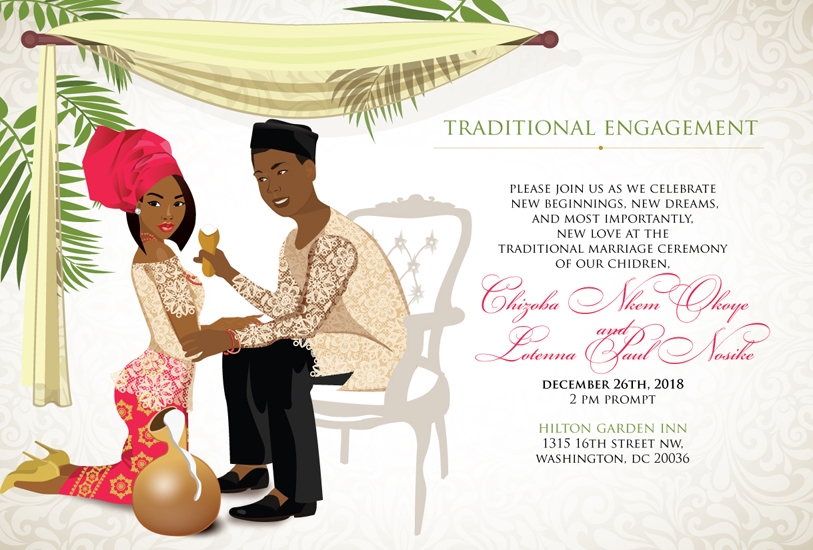 TRADITIONAL ENGAGEMENT
PLEASE JOIN US AS WE CELEBRATE
NEW BEGINNINGS, NEW DREAMS,
AND MOST IMPORTANTLY,
NEW LOVE AT THE
TRADITIONAL MARRIAGE CEREMONY
OF OUR CHIDREN,
Chizoba Nkem Okoye
and
Lotenna Paul Nosike
DECEMBER 26TH, 2018
2 PM PROMPT
HILTON GARDEN INN
1315 16TH STREET NW,
WASHINGTON, DC 20036